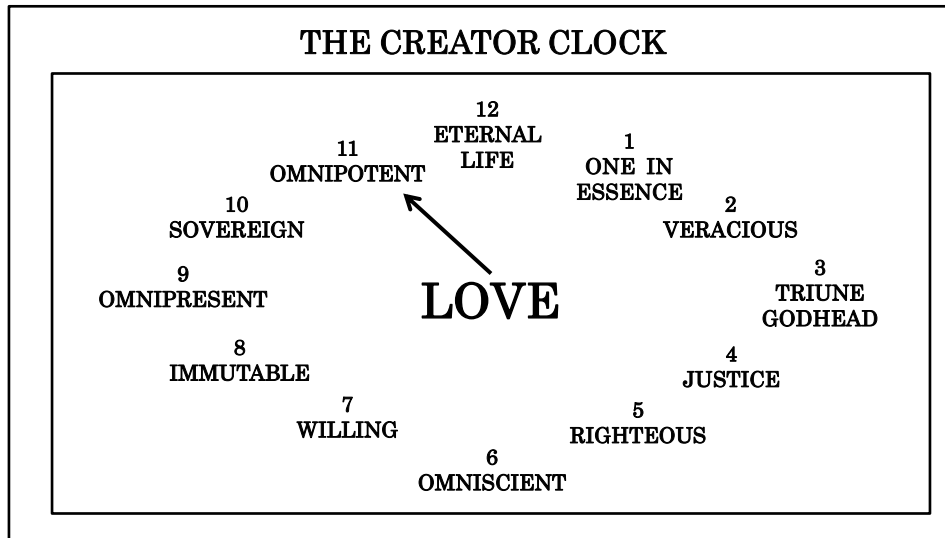 THE CREATOR CLOCK
12
ETERNAL
LIFE
1
ONE IN
ESSENCE
2
VERACIOUS
3
TRIUNE
GODHEAD
4
JUSTICE
5
RIGHTEOUS
6
OMNISCIENT
7
WILLING
8
IMMUTABLE
9
OMNIPRESENT
10
SOVEREIGN
11
OMNIPOTENT
LOVE